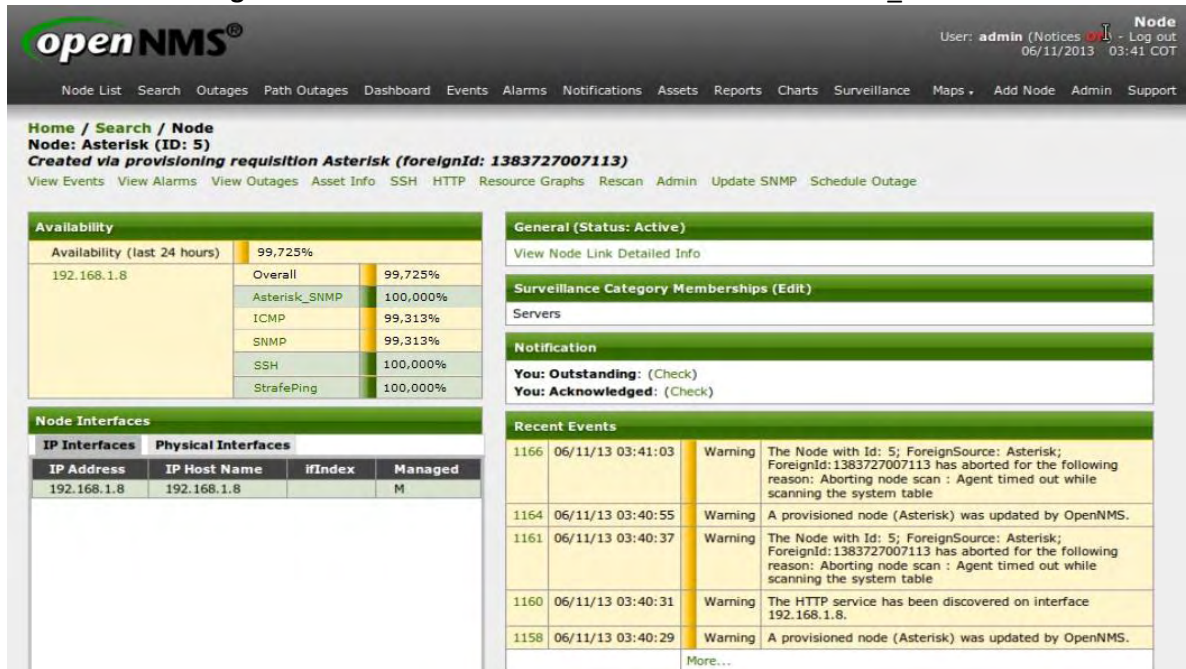 openNMS®
Node
User: admin (Notices - Log out
06/11/2013 03:41 COT
Node List Search Outages Path Outages Dashboard Events Alarms Notifications Assets Reports Charts Surveillance Maps Add Node Admin Support
Home / Search / Node
Node: Asterisk (ID: 5)
Created via provisioning requisition Asterisk (foreignId: 1383727007113)
View Events View Alarms View Outages Asset Info SSH HTTP Resource Graphs Rescan Admin Update SNMP Schedule Outage
Availability
Availability (last 24 hours) 99,725%
192.168.1.8 Overall 99,725%
Asterisk_SNMP 100,000%
ICMP 99,313%
SNMP 99,313%
SSH 100,000%
StrafePing 100,000%
Node Interfaces
IP Interfaces Physical Interfaces
IP Address IP Host Name ifIndex Managed
192.168.1.8 192.168.1.8 M
General (Status: Active)
View Node Link Detailed Info
Surveillance Category Memberships (Edit)
Servers
Notification
You: Outstanding: (Check)
You: Acknowledged: (Check)
Recent Events
1166 06/11/13 03:41:03 Warning The Node with Id: 5; ForeignSource: Asterisk;
ForeignId:1383727007113 has aborted for the following
reason: Aborting node scan : Agent timed out while
scanning the system table
1164 06/11/13 03:40:55 Warning A provisioned node (Asterisk) was updated by OpenNMS.
1161 06/11/13 03:40:37 Warning The Node with Id: 5; ForeignSource: Asterisk;
ForeignId:1383727007113 has aborted for the following
reason: Aborting node scan : Agent timed out while
scanning the system table
1160 06/11/13 03:40:31 Warning The HTTP service has been discovered on interface
192.168.1.8.
1158 06/11/13 03:40:29 Warning A provisioned node (Asterisk) was updated by OpenNMS.
More...